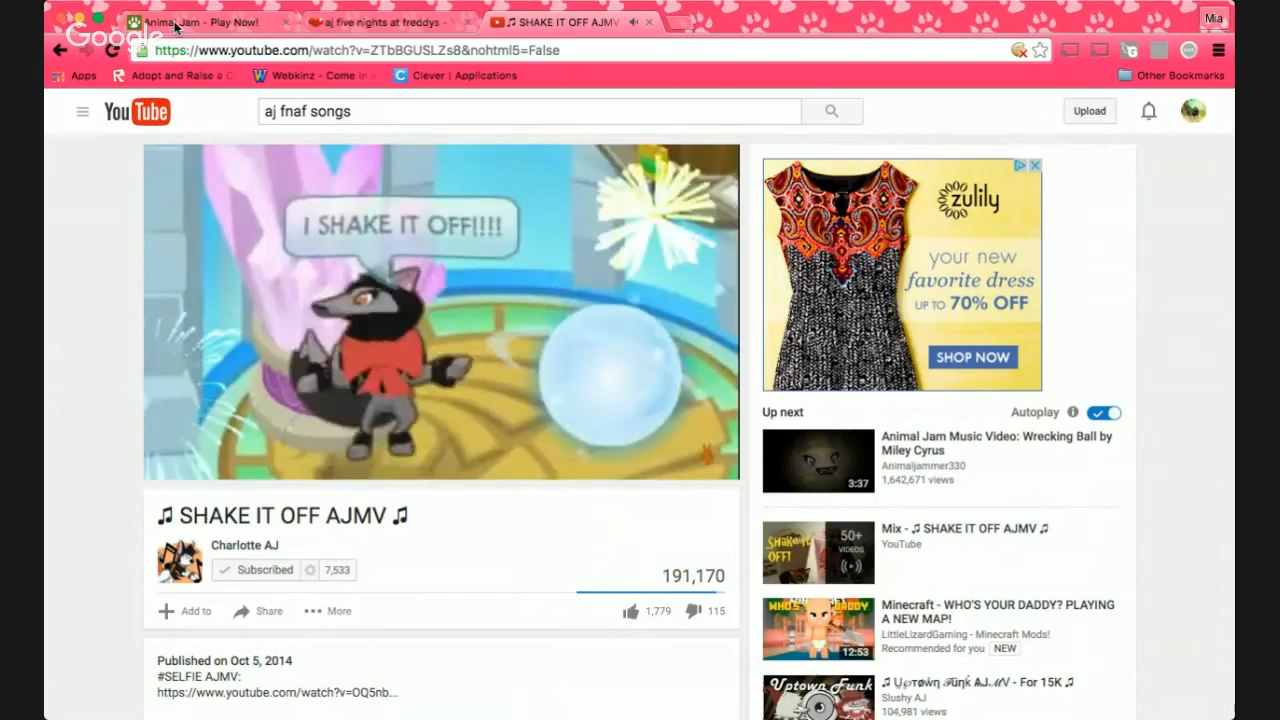 Animal Jam - Play Now!
aj five nights at freddys -
♫ SHAKE IT OFF AJMV
Mia
Google
https://www.youtube.com/watch?v=ZTbBGUSLZs8&nohtml5=False
Apps
Adopt and Raise a C
Webkinz - Come in a
Clever | Applications
Other Bookmarks
YouTube
aj fnaf songs
Upload
I SHAKE IT OFF!!!!
zulily
your new
favorite dress
UP TO 70% OFF
SHOP NOW
Up next
Autoplay
Animal Jam Music Video: Wrecking Ball by
Miley Cyrus
Animaljammer330
1,642,671 views
3:37
♫ SHAKE IT OFF AJMV ♫
Charlotte AJ
Subscribed
7,533
191,170
Add to
Share
More
1,779
115
Mix - ♫ SHAKE IT OFF AJMV ♫
YouTube
SHAKE IT
OFF!
50+
VIDEOS
Minecraft - WHO'S YOUR DADDY? PLAYING
A NEW MAP!
LittleLizardGaming - Minecraft Mods!
Recommended for you NEW
WHO'S DADDY
12:53
Published on Oct 5, 2014
#SELFIE AJMV:
https://www.youtube.com/watch?v=OQ5nb...
- For 15K ♫
Slushy AJ
104,981 views
Uptown Funk